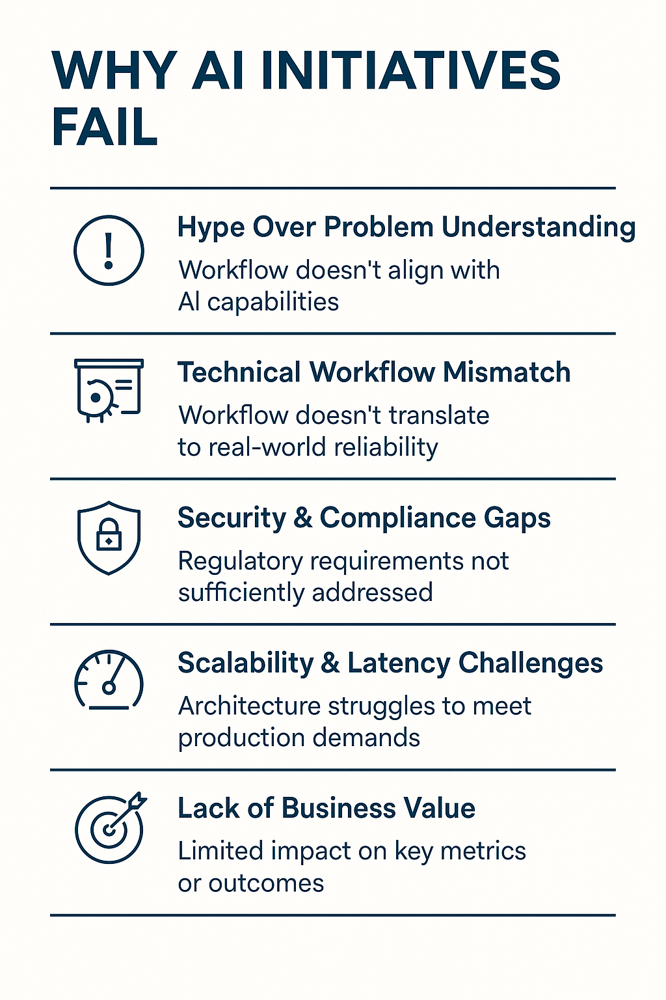 WHY AI INITIATIVES
FAIL
Hype Over Problem Understanding
Workflow doesn't align with
AI capabilities
Technical Workflow Mismatch
Workflow doesn't translate
to real-world reliability
Security & Compliance Gaps
Regulatory requirements not
sufficiently addressed
Scalability & Latency Challenges
Architecture struggles to meet
production demands
Lack of Business Value
Limited impact on key metrics
or outcomes